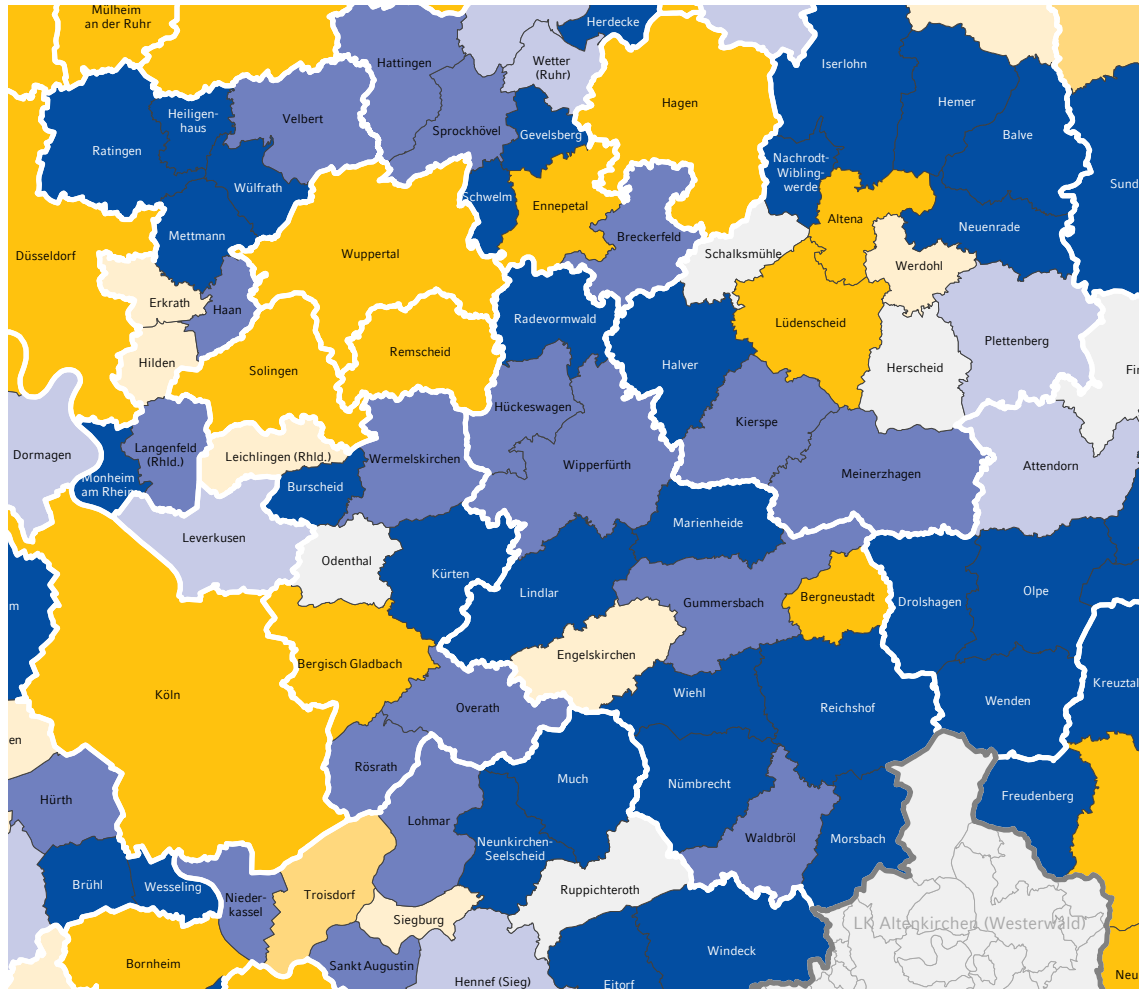 Mülheim
an der Ruhr
Herdecke
Hattingen
Wetter
(Ruhr)
Iserlohn
Hagen
Hemer
Heiligen-
haus
Velbert
Sprockhövel
Gevelsberg
Balve
Ratingen
Nachrodt-
Wibling-
werde
Sund
Wülfrath
Schwelm
Ennepetal
Altena
Mettmann
Breckerfeld
Neuenrade
Düsseldorf
Wuppertal
Schalksmühle
Werdohl
Erkrath
Haan
Radevormwald
Lüdenscheid
Plettenberg
Hilden
Remscheid
Solingen
Halver
Herscheid
Fin
Hückeswagen
Kierspe
Dormagen
Langenfeld
(Rhld.)
Leichlingen (Rhld.)
Wermelskirchen
Wipperfürth
Attendorn
Monheim
am Rhein
Burscheid
Meinerzhagen
Leverkusen
Marienheide
Odenthal
Kürten
Lindlar
Gummersbach
Bergneustadt
Drolshagen
Olpe
m
Bergisch Gladbach
Engelskirchen
Köln
Wiehl
Reichshof
Wenden
Kreuztal
Overath
en
Rösrath
Much
Nümbrecht
Hürth
Freudenberg
Lohmar
Neunkirchen-
Seelscheid
Waldbröl
Morsbach
Brühl
Wesseling
Nieder-
kassel
Troisdorf
Ruppichteroth
Siegburg
LK Altenkirchen (Westerwald)
Bornheim
Sankt Augustin
Windeck
Hennef (Sieg)
Eitorf
Neu